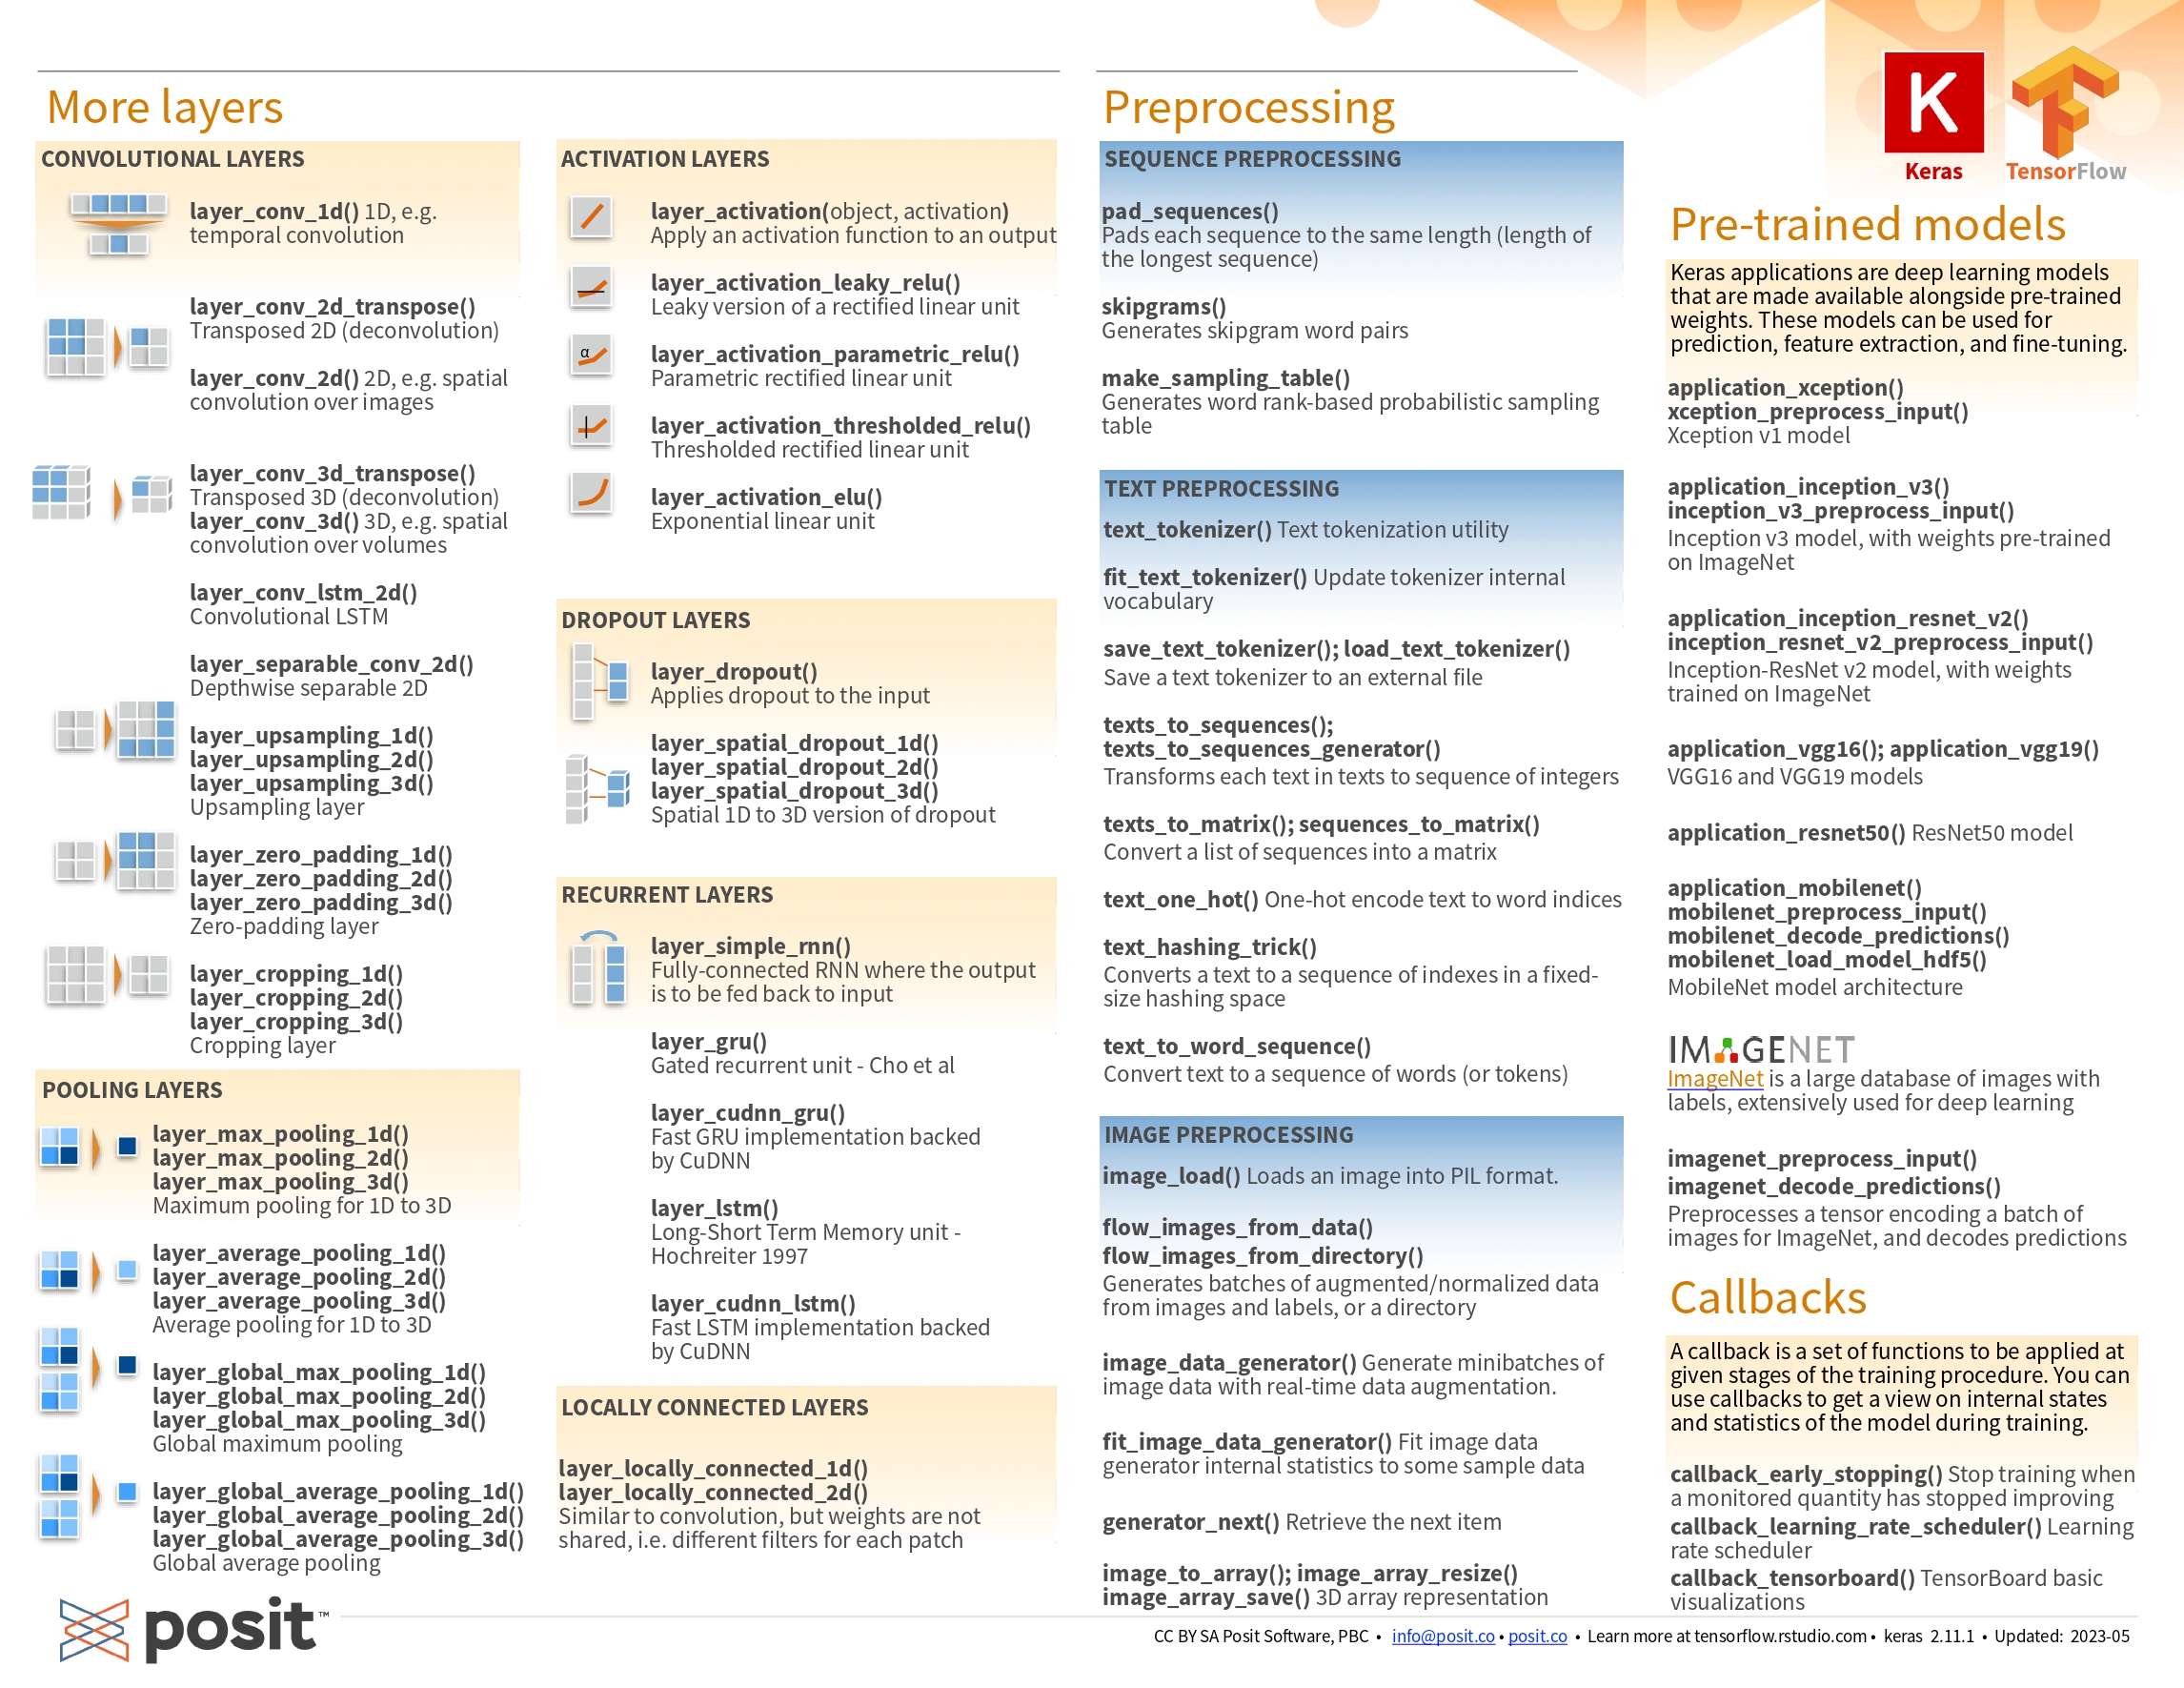 More layers
CONVOLUTIONAL LAYERS
layer_conv_1d() 1D, e.g.
temporal convolution
layer_conv_2d_transpose()
Transposed 2D (deconvolution)
layer_conv_2d() 2D, e.g. spatial
convolution over images
layer_conv_3d_transpose()
Transposed 3D (deconvolution)
layer_conv_3d() 3D, e.g. spatial
convolution over volumes
layer_conv_lstm_2d()
Convolutional LSTM
layer_separable_conv_2d()
Depthwise separable 2D
layer_upsampling_1d()
layer_upsampling_2d()
layer_upsampling_3d()
Upsampling layer
layer_zero_padding_1d()
layer_zero_padding_2d()
layer_zero_padding_3d()
Zero-padding layer
layer_cropping_1d()
layer_cropping_2d()
layer_cropping_3d()
Cropping layer
POOLING LAYERS
layer_max_pooling_1d()
layer_max_pooling_2d()
layer_max_pooling_3d()
Maximum pooling for 1D to 3D
layer_average_pooling_1d()
layer_average_pooling_2d()
layer_average_pooling_3d()
Average pooling for 1D to 3D
layer_global_max_pooling_1d()
layer_global_max_pooling_2d()
layer_global_max_pooling_3d()
Global maximum pooling
layer_global_average_pooling_1d()
layer_global_average_pooling_2d()
layer_global_average_pooling_3d()
Global average pooling
ACTIVATION LAYERS
layer_activation(object, activation)
Apply an activation function to an output
layer_activation_leaky_relu()
Leaky version of a rectified linear unit
α
layer_activation_parametric_relu()
Parametric rectified linear unit
layer_activation_thresholded_relu()
Thresholded rectified linear unit
layer_activation_elu()
Exponential linear unit
DROPOUT LAYERS
layer_dropout()
Applies dropout to the input
layer_spatial_dropout_1d()
layer_spatial_dropout_2d()
layer_spatial_dropout_3d()
Spatial 1D to 3D version of dropout
RECURRENT LAYERS
layer_simple_rnn()
Fully-connected RNN where the output
is to be fed back to input
layer_gru()
Gated recurrent unit - Cho et al
layer_cudnn_gru()
Fast GRU implementation backed
by CuDNN
layer_lstm()
Long-Short Term Memory unit -
Hochreiter 1997
layer_cudnn_lstm()
Fast LSTM implementation backed
by CuDNN
LOCALLY CONNECTED LAYERS
layer_locally_connected_1d()
layer_locally_connected_2d()
Similar to convolution, but weights are not
shared, i.e. different filters for each patch
Preprocessing
SEQUENCE PREPROCESSING
pad_sequences()
Pads each sequence to the same length (length of
the longest sequence)
skipgrams()
Generates skipgram word pairs
make_sampling_table()
Generates word rank-based probabilistic sampling
table
TEXT PREPROCESSING
text_tokenizer() Text tokenization utility
fit_text_tokenizer() Update tokenizer internal
vocabulary
save_text_tokenizer(); load_text_tokenizer()
Save a text tokenizer to an external file
texts_to_sequences();
texts_to_sequences_generator()
Transforms each text in texts to sequence of integers
texts_to_matrix(); sequences_to_matrix()
Convert a list of sequences into a matrix
text_one_hot() One-hot encode text to word indices
text_hashing_trick()
Converts a text to a sequence of indexes in a fixed-
size hashing space
text_to_word_sequence()
Convert text to a sequence of words (or tokens)
IMAGE PREPROCESSING
image_load() Loads an image into PIL format.
flow_images_from_data()
flow_images_from_directory()
Generates batches of augmented/normalized data
from images and labels, or a directory
image_data_generator() Generate minibatches of
image data with real-time data augmentation.
fit_image_data_generator() Fit image data
generator internal statistics to some sample data
generator_next() Retrieve the next item
image_to_array(); image_array_resize()
image_array_save() 3D array representation
K
Keras
TensorFlow
Pre-trained models
Keras applications are deep learning models
that are made available alongside pre-trained
weights. These models can be used for
prediction, feature extraction, and fine-tuning.
application_xception()
xception_preprocess_input()
Xception v1 model
application_inception_v3()
inception_v3_preprocess_input()
Inception v3 model, with weights pre-trained
on ImageNet
application_inception_resnet_v2()
inception_resnet_v2_preprocess_input()
Inception-ResNet v2 model, with weights
trained on ImageNet
application_vgg16(); application_vgg19()
VGG16 and VGG19 models
application_resnet50() ResNet50 model
application_mobilenet()
mobilenet_preprocess_input()
mobilenet_decode_predictions()
mobilenet_load_model_hdf5()
MobileNet model architecture
IMAGENET
ImageNet is a large database of images with
labels, extensively used for deep learning
imagenet_preprocess_input()
imagenet_decode_predictions()
Preprocesses a tensor encoding a batch of
images for ImageNet, and decodes predictions
Callbacks
A callback is a set of functions to be applied at
given stages of the training procedure. You can
use callbacks to get a view on internal states
and statistics of the model during training.
callback_early_stopping() Stop training when
a monitored quantity has stopped improving
callback_learning_rate_scheduler() Learning
rate scheduler
callback_tensorboard() TensorBoard basic
visualizations
posit™
CC BY SA Posit Software, PBC • info@posit.co • posit.co • Learn more at tensorflow.rstudio.com • keras 2.11.1 • Updated: 2023-05